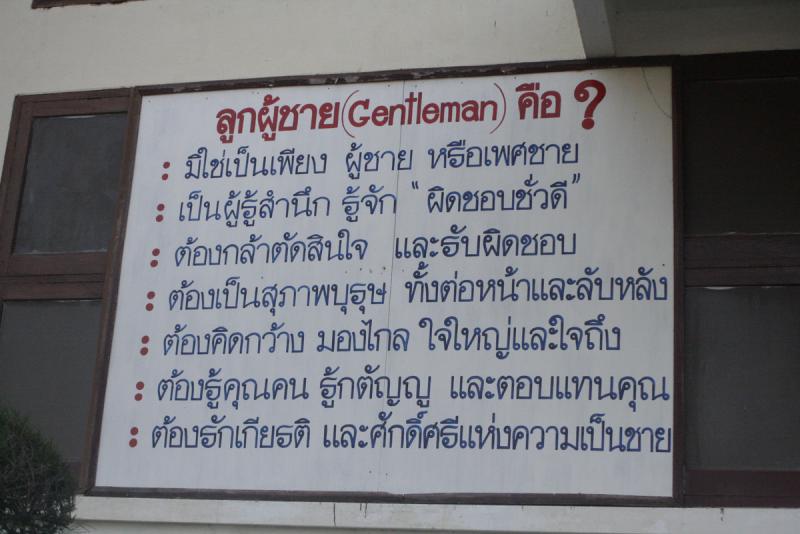 ลูกผู้ชาย(Gentleman) คือ ?
: มิใช่เป็นเพียง ผู้ชาย หรือเพศชาย
: เป็นผู้รู้สำนึก รู้จัก "ผิดชอบชั่วดี"
: ต้องกล้าตัดสินใจ และรับผิดชอบ
: ต้องเป็นสุภาพบุรุษ ทั้งต่อหน้าและลับหลัง
: ต้องคิดกว้าง มองไกล ใจใหญ่และใจถึง
: ต้องรู้คุณคน รู้กตัญญู และตอบแทนคุณ
: ต้องรักเกียรติ และศักดิ์ศรีแห่งความเป็นชาย